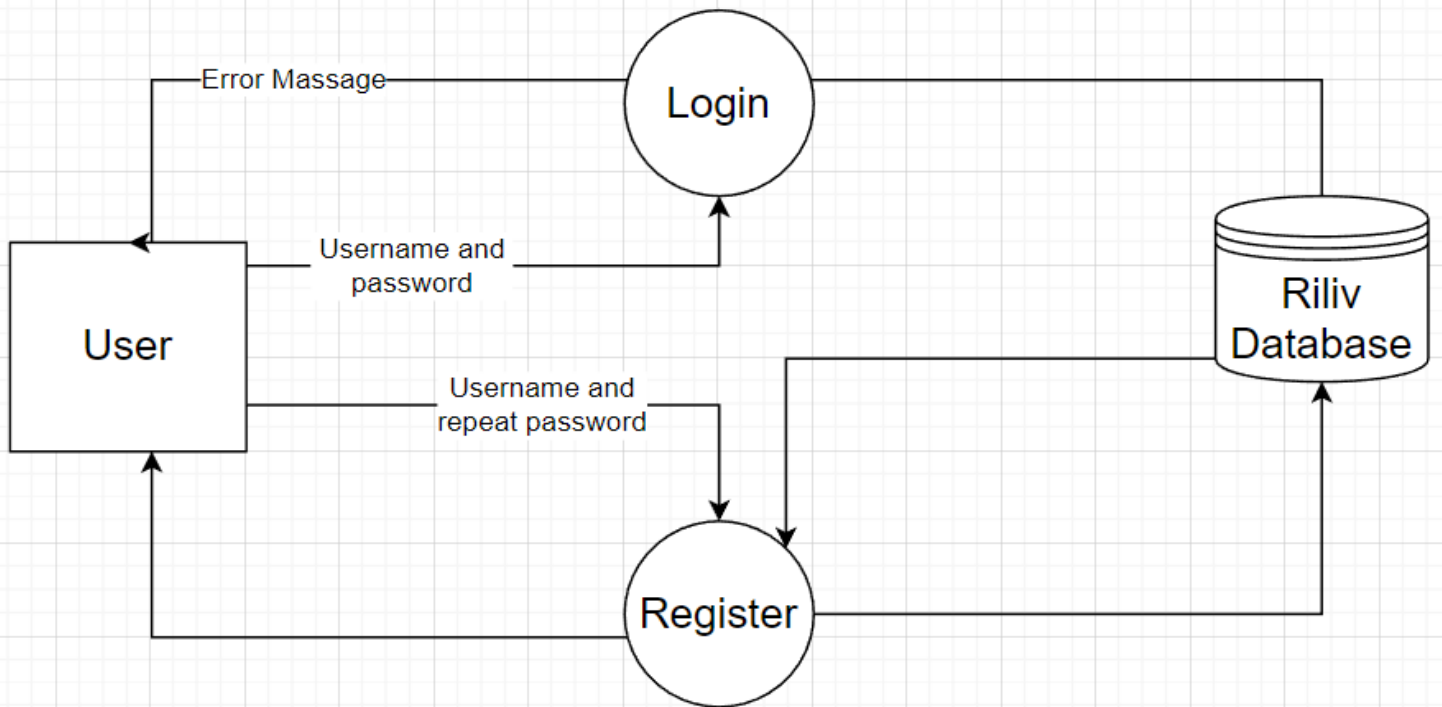 Error Massage
Login
Username and
password
User
Riliv
Database
Username and
repeat password
Register